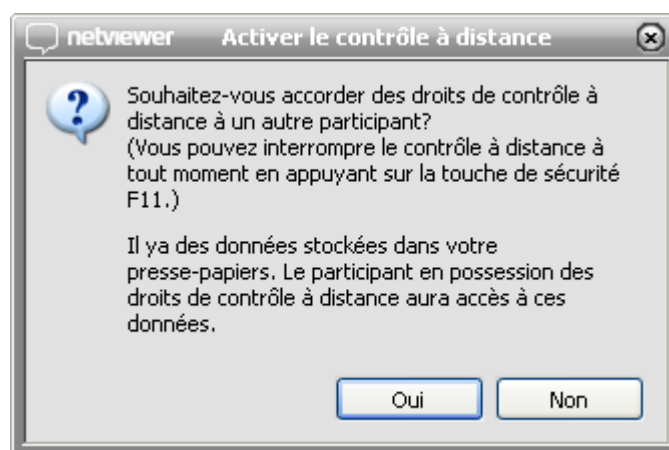 netviewer Activer le contrôle à distance
Souhaitez-vous accorder des droits de contrôle à
distance à un autre participant?
(Vous pouvez interrompre le contrôle à distance à
tout moment en appuyant sur la touche de sécurité
F11.)
Il ya des données stockées dans votre
presse-papiers. Le participant en possession des
droits de contrôle à distance aura accès à ces
données.
Oui Non